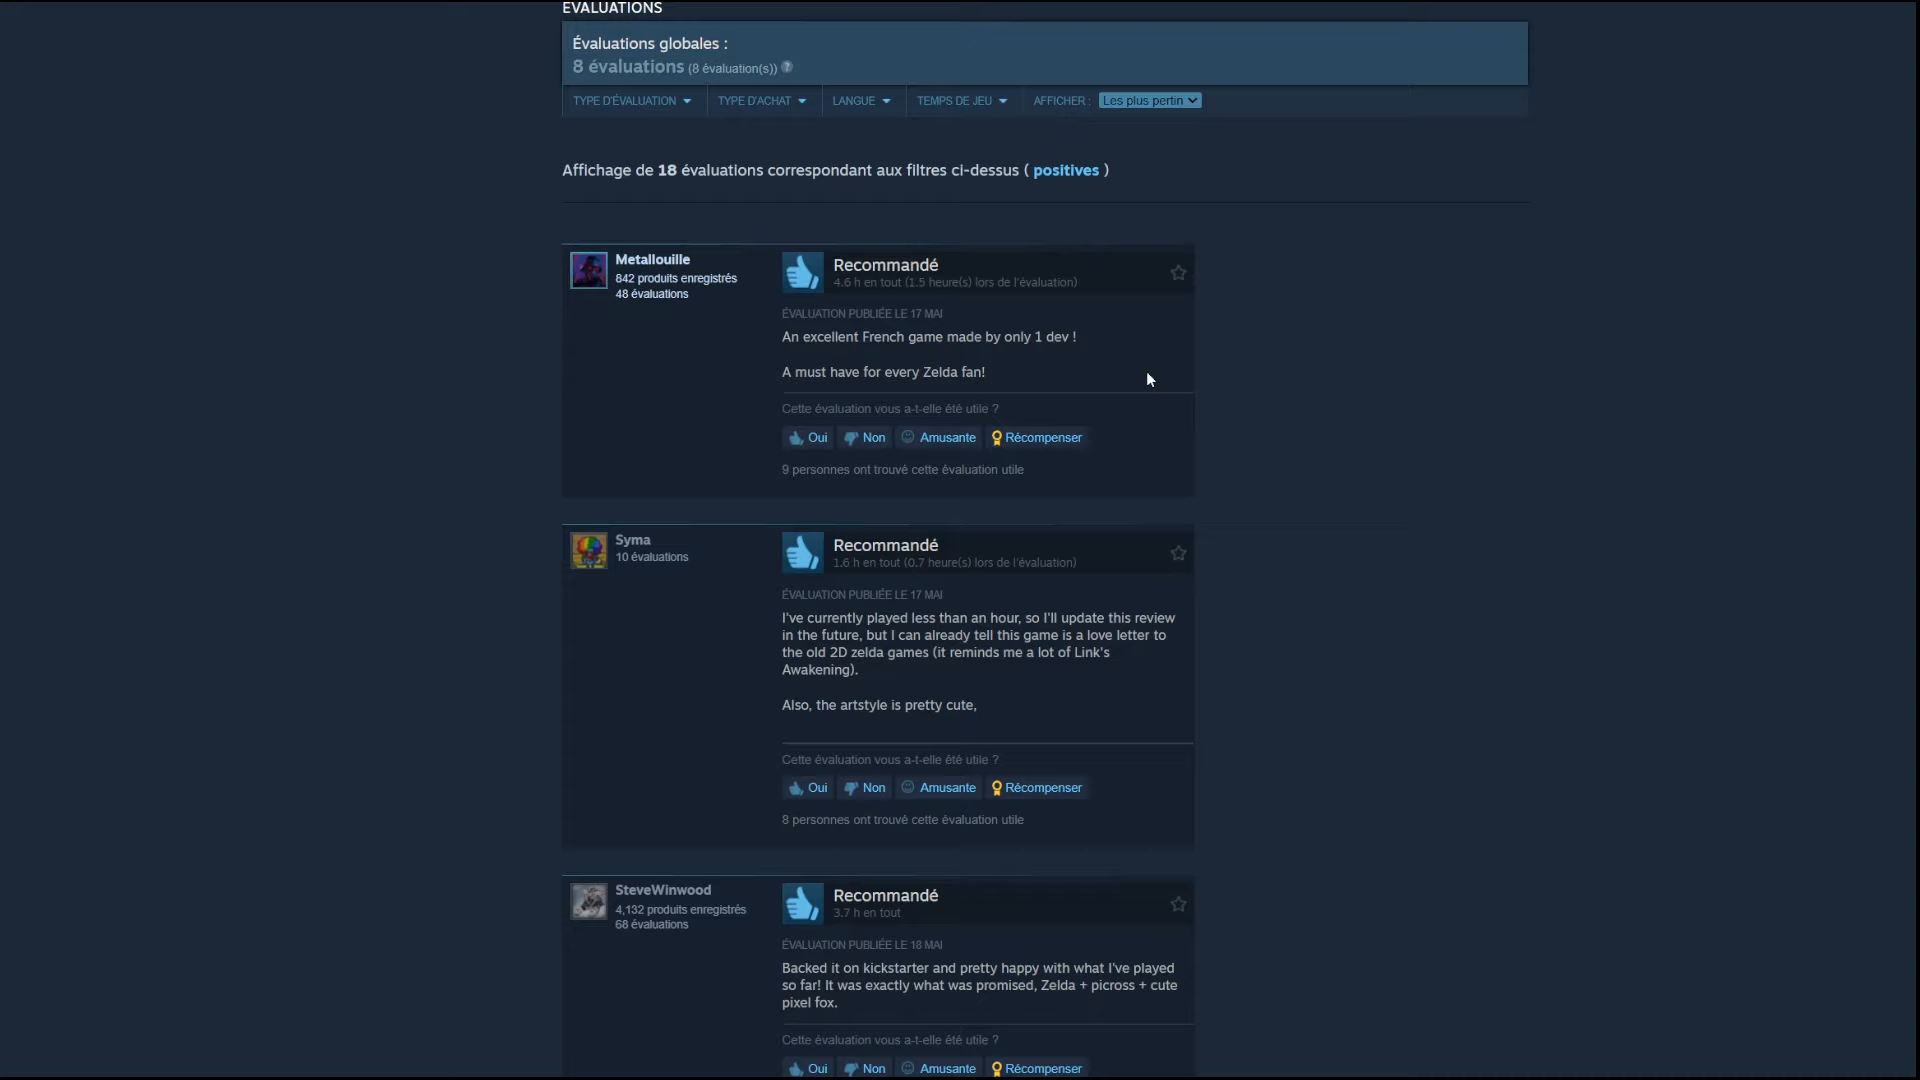 ÉVALUATIONS
Évaluations globales :
8 évaluations (8 évaluation(s)) ?
TYPE D'ÉVALUATION
TYPE D'ACHAT
LANGUE
TEMPS DE JEU
AFFICHER :
Les plus pertin
Affichage de 18 évaluations correspondant aux filtres ci-dessus ( positives )
Metallouille
842 produits enregistrés
48 évaluations
Recommandé
4.6 h en tout (1.5 heure(s) lors de l'évaluation)
ÉVALUATION PUBLIÉE LE 17 MAI
An excellent French game made by only 1 dev !
A must have for every Zelda fan!
Cette évaluation vous a-t-elle été utile ?
Oui
Non
Amusante
Récompenser
9 personnes ont trouvé cette évaluation utile
Syma
10 évaluations
Recommandé
1.6 h en tout (0.7 heure(s) lors de l'évaluation)
ÉVALUATION PUBLIÉE LE 17 MAI
I've currently played less than an hour, so I'll update this review
in the future, but I can already tell this game is a love letter to
the old 2D zelda games (it reminds me a lot of Link's
Awakening).
Also, the artstyle is pretty cute,
Cette évaluation vous a-t-elle été utile ?
Oui
Non
Amusante
Récompenser
8 personnes ont trouvé cette évaluation utile
SteveWinwood
4,132 produits enregistrés
68 évaluations
Recommandé
3.7 h en tout
ÉVALUATION PUBLIÉE LE 18 MAI
Backed it on kickstarter and pretty happy with what I've played
so far! It was exactly what was promised, Zelda + picross + cute
pixel fox.
Cette évaluation vous a-t-elle été utile ?
Oui
Non
Amusante
Récompenser